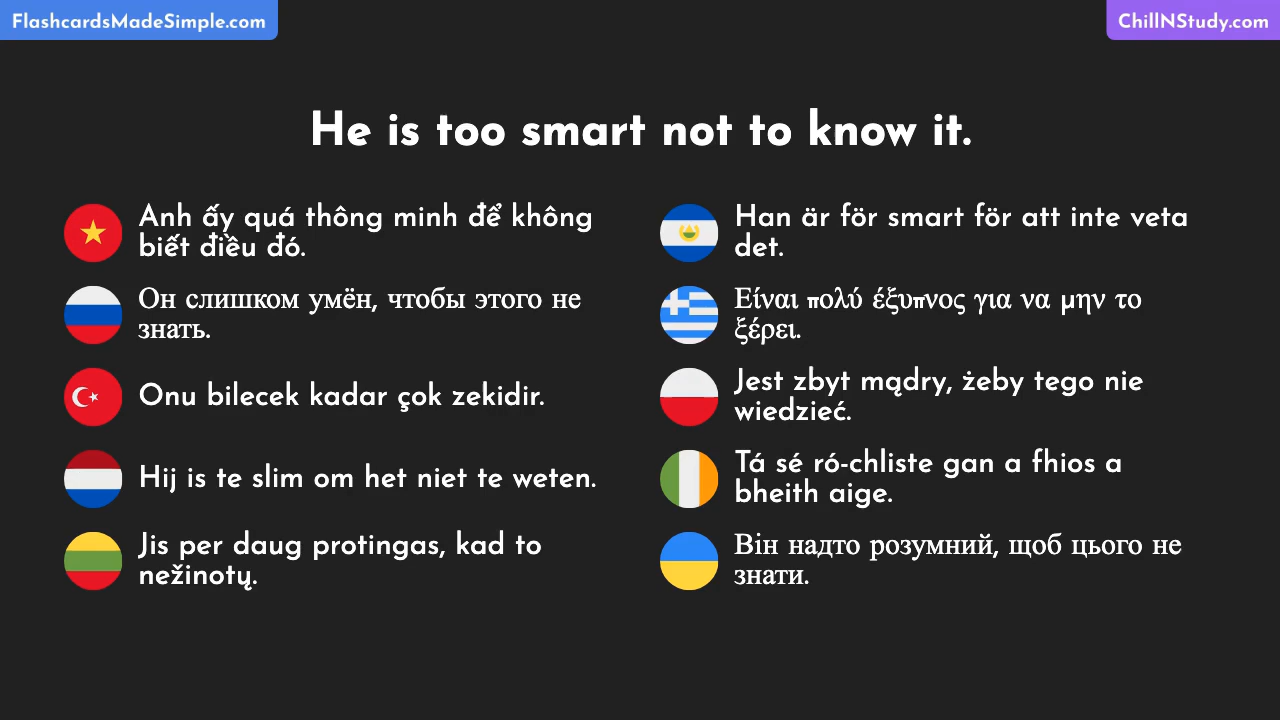 FlashcardsMadeSimple.com
ChillNStudy.com
He is too smart not to know it.
Anh ấy quá thông minh để không
biết điều đó.
Он слишком умён, чтобы этого не
знать.
Onu bilecek kadar çok zekidir.
Hij is te slim om het niet te weten.
Jis per daug protingas, kad to
nežinotų.
Han är för smart för att inte veta
det.
Είναι πολύ έξυπνος για να μην το
ξέρει.
Jest zbyt mądry, żeby tego nie
wiedzieć.
Tá sé ró-chliste gan a fhios a
bheith aige.
Він надто розумний, щоб цього не
знати.